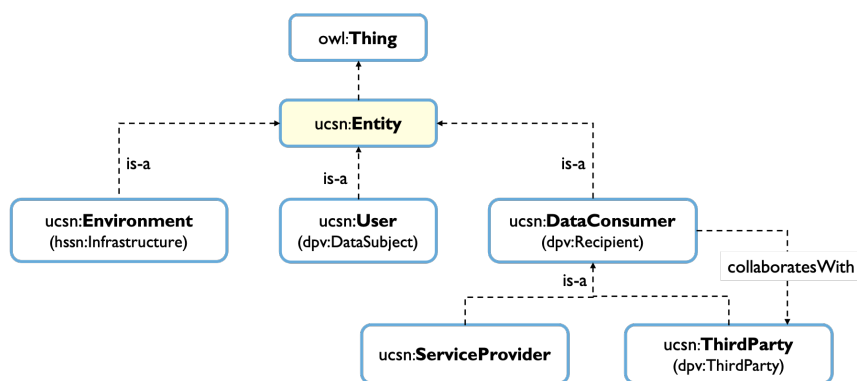 owl:Thing
ucsn:Entity
is-a
is-a
is-a
ucsn:Environment
(hssn:Infrastructure)
ucsn:User
(dpv:DataSubject)
ucsn:DataConsumer
(dpv:Recipient)
collaboratesWith
is-a
ucsn:ServiceProvider
ucsn:ThirdParty
(dpv:ThirdParty)